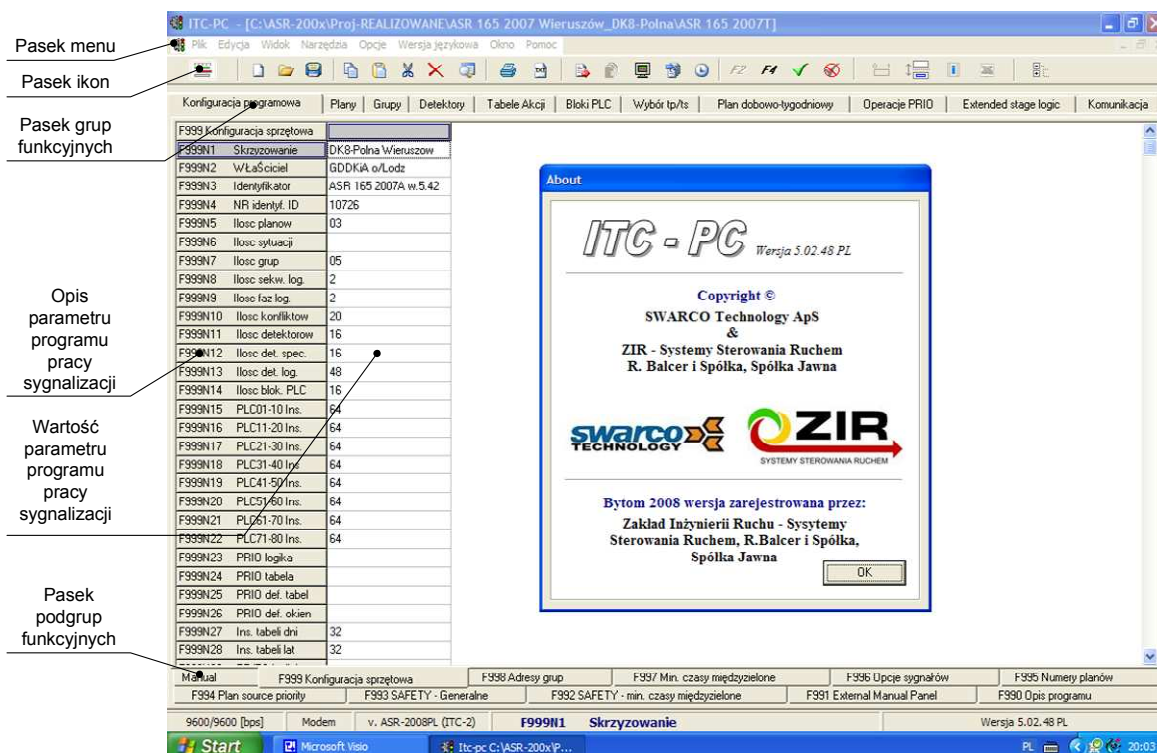 ITC-PC - [C:\ASR-200x\Proj-REALIZOWANE\ASR 165 2007 Wieruszów_DK8-Polna\ASR 165 2007T]
Pasek menu
Plik Edycja Widok Narzędzia Opcje Wersja językowa Okno Pomoc
Pasek ikon
F2 F4
Pasek grup
funkcyjnych
Konfiguracja programowa Plany Grupy Detektory Tabele Akcji Bloki PLC Wybór tp/ts Plan dobowo-tygodniowy Operacje PRIO Extended stage logic Komunikacja
F999 Konfiguracja sprzętowa
F999N1 Skrzyzowanie DK8-Polna Wieruszow
F999N2 WŁaŚciciel GDDKiA o/Lodz
F999N3 Identyfikator ASR 165 2007A w.5.42
F999N4 NR identyf. ID 10726
F999N5 Ilosc planow 03
F999N6 Ilosc sytuacji
F999N7 Ilosc grup 05
F999N8 Ilosc sekw. log. 2
F999N9 Ilosc faz log. 2
F999N10 Ilosc konfliktow 20
F999N11 Ilosc detektorow 16
F999N12 Ilosc det. spec. 16
F999N13 Ilosc det. log. 48
F999N14 Ilosc blok. PLC 16
F999N15 PLC01-10 Ins. 64
F999N16 PLC11-20 Ins. 64
F999N17 PLC21-30 Ins. 64
F999N18 PLC31-40 Ins 64
F999N19 PLC41-50 Ins. 64
F999N20 PLC51-60 Ins. 64
F999N21 PLC61-70 Ins. 64
F999N22 PLC71-80 Ins. 64
F999N23 PRIO logika
F999N24 PRIO tabela
F999N25 PRIO def. tabel
F999N26 PRIO def. okien
F999N27 Ins. tabeli dni 32
F999N28 Ins. tabeli lat 32
Opis
parametru
programu
pracy
sygnalizacji
Wartość
parametru
programu
pracy
sygnalizacji
Pasek
podgrup
funkcyjnych
About
ITC - PC Wersja 5.02.48 PL
Copyright ©
SWARCO Technology ApS
&
ZIR - Systemy Sterowania Ruchem
R. Balcer i Spółka, Spółka Jawna
swarco
TECHNOLOGY
ZIR
SYSTEMY STEROWANIA RUCHEM
Bytom 2008 wersja zarejestrowana przez:
Zakład Inżynierii Ruchu - Sysytemy
Sterowania Ruchem, R.Balcer i Spółka,
Spółka Jawna
OK
Manual F999 Konfiguracja sprzętowa F998 Adresy grup F997 Min. czasy międzyzielone F996 Opcje sygnałów F995 Numery planów
F994 Plan source priority F993 SAFETY - Generalne F992 SAFETY - min. czasy międzyzielone F991 External Manual Panel F990 Opis programu
9600/9600 [bps] Modem v. ASR-2008PL (ITC-2) F999N1 Skrzyzowanie Wersja 5.02.48 PL
Start Microsoft Visio Itc-pc C:\ASR-200x\P... PL 20:03